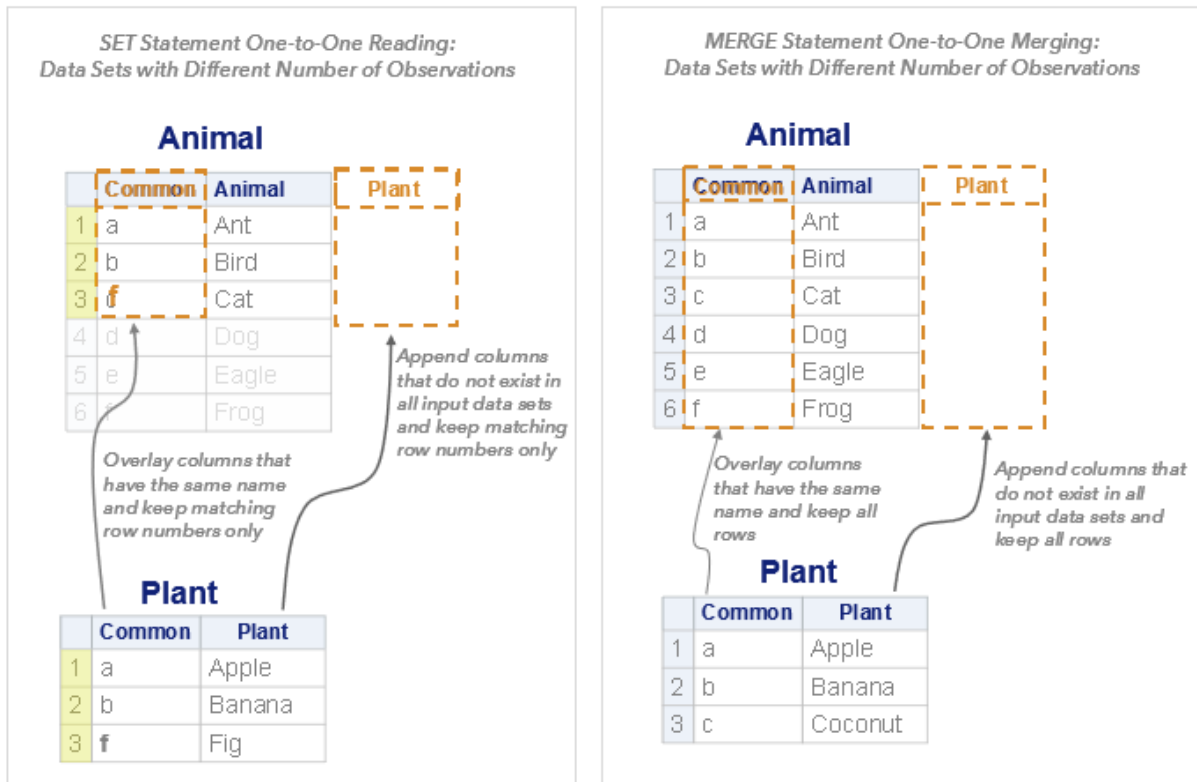 SET Statement One-to-One Reading:
Data Sets with Different Number of Observations
Animal
Common Animal Plant
1 a Ant
2 b Bird
3 f Cat
4 d Dog
5 e Eagle
6 Frog
Append columns
that do not exist in
all input data sets
and keep matching
row numbers only
Overlay columns that
have the same name
and keep matching
row numbers only
Plant
Common Plant
1 a Apple
2 b Banana
3 f Fig
MERGE Statement One-to-One Merging:
Data Sets with Different Number of Observations
Animal
Common Animal Plant
1 a Ant
2 b Bird
3 c Cat
4 d Dog
5 e Eagle
6 f Frog
Overlay columns
that have the same
name and keep all
rows
Append columns that
do not exist in all
input data sets and
keep all rows
Plant
Common Plant
1 a Apple
2 b Banana
3 c Coconut